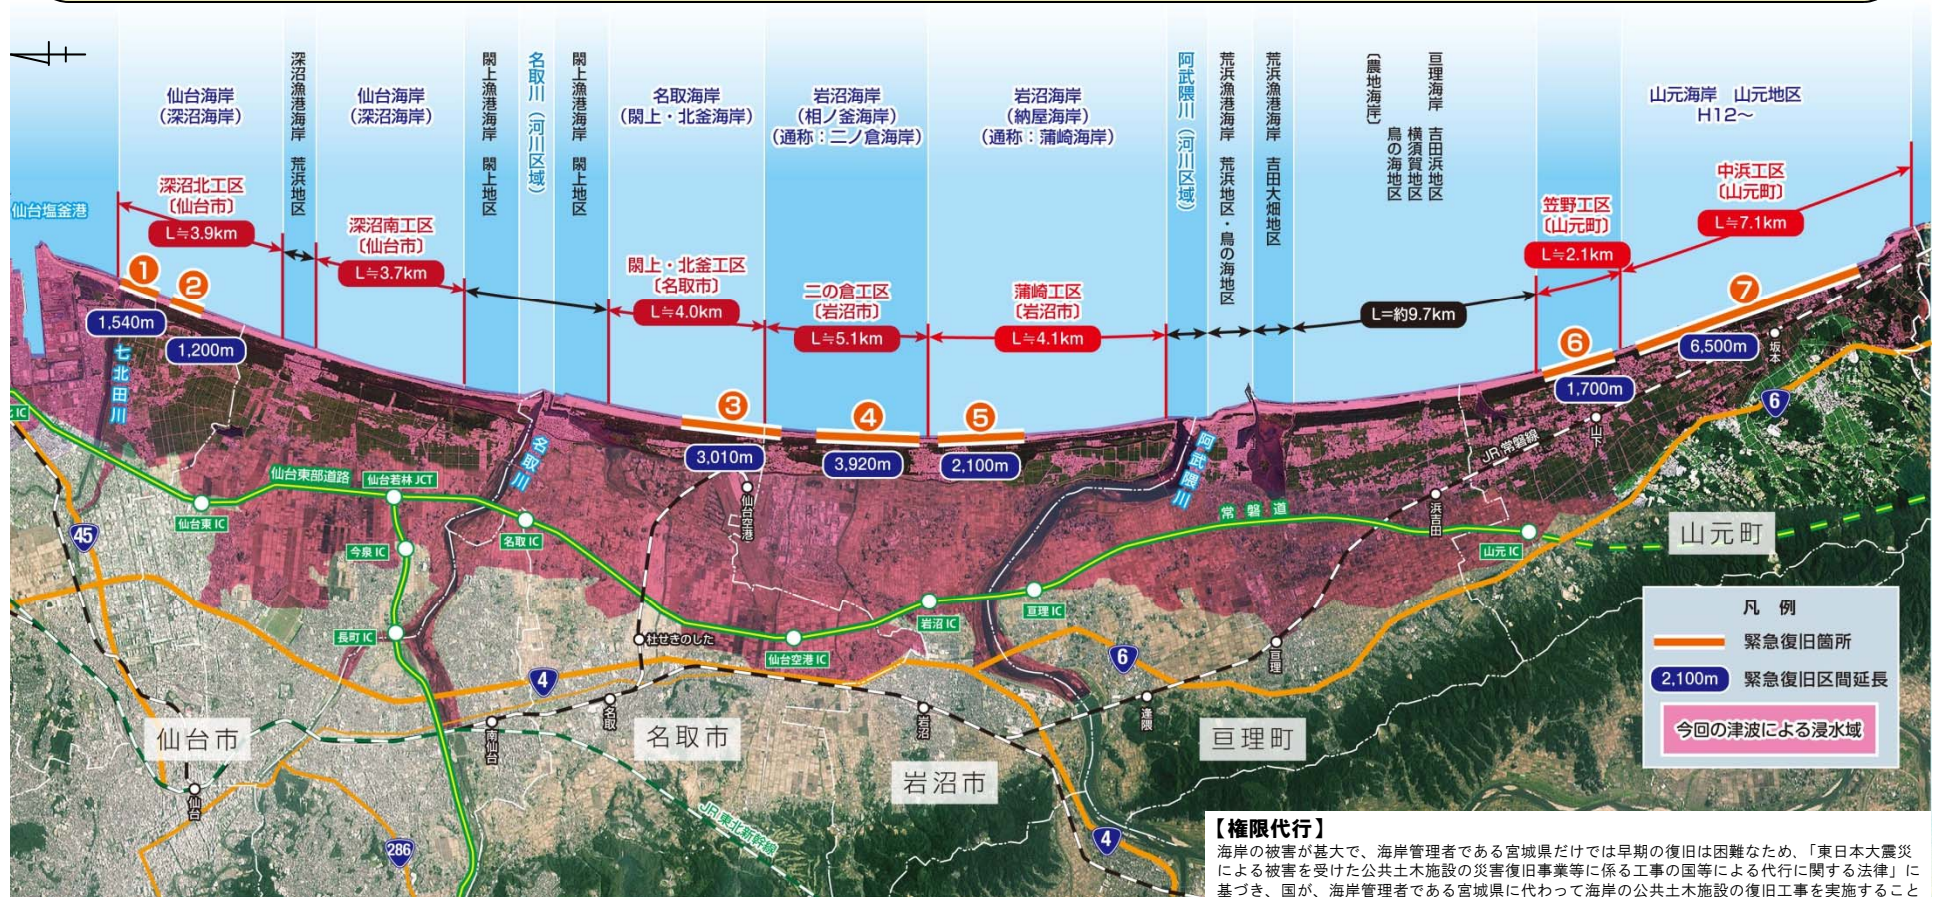 仙台海岸
（深沼海岸）
深沼漁港海岸　荒浜地区
仙台海岸
（深沼海岸）
閖上漁港海岸　閖上地区
名取川（河川区域）
閖上漁港海岸　閖上地区
名取海岸
（閖上・北釜海岸）
岩沼海岸
（相ノ釜海岸）
（通称：二ノ倉海岸）
岩沼海岸
（納屋海岸）
（通称：蒲崎海岸）
阿武隈川（河川区域）
荒浜漁港海岸　荒浜地区・鳥の海地区
荒浜漁港海岸　吉田大畑地区
亘理海岸　吉田浜地区
横須賀地区
鳥の海地区
〔農地海岸〕
山元海岸　山元地区
H12～
仙台塩釜港
深沼北工区
〔仙台市〕
L≒3.9km
深沼南工区
〔仙台市〕
L≒3.7km
閖上・北釜工区
〔名取市〕
L≒4.0km
二の倉工区
〔岩沼市〕
L≒5.1km
蒲崎工区
〔岩沼市〕
L≒4.1km
L=約9.7km
笠野工区
〔山元町〕
L≒2.1km
中浜工区
〔山元町〕
L≒7.1km
1
1,540m
2
1,200m
3
3,010m
4
3,920m
5
2,100m
6
1,700m
7
6,500m
七北田川
名取川
阿武隈川
IC
仙台東IC
仙台東部道路
仙台若林JCT
今泉IC
長町IC
名取IC
仙台空港
仙台空港IC
岩沼IC
亘理IC
常磐道
山元IC
JR常磐線
浜吉田
山下
坂本
亘理
逢隈
岩沼
名取
南仙台
仙台
杜せきのした
JR東北新幹線
45
4
286
6
4
6
仙台市
名取市
岩沼市
亘理町
山元町
凡　例
緊急復旧箇所
2,100m　緊急復旧区間延長
今回の津波による浸水域
【権限代行】
海岸の被害が甚大で、海岸管理者である宮城県だけでは早期の復旧は困難なため、「東日本大震災
による被害を受けた公共土木施設の災害復旧事業等に係る工事の国等による代行に関する法律」に
基づき、国が、海岸管理者である宮城県に代わって海岸の公共土木施設の復旧工事を実施すること